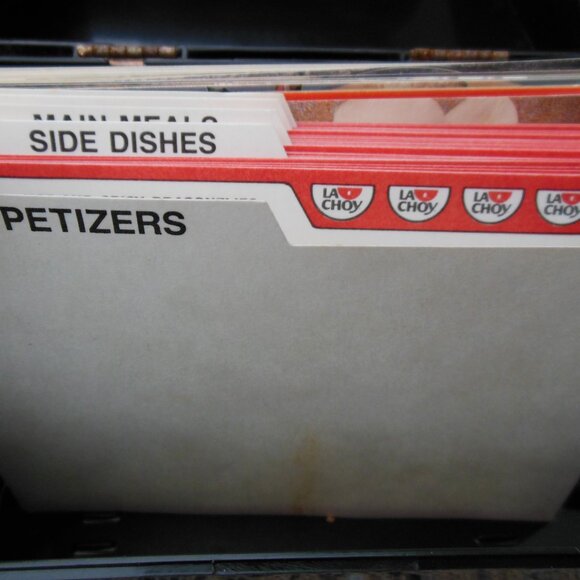 MAIN MEALS
SIDE DISHES
LA CHOY LA CHOY LA CHOY LA CHOY
PETIZERS